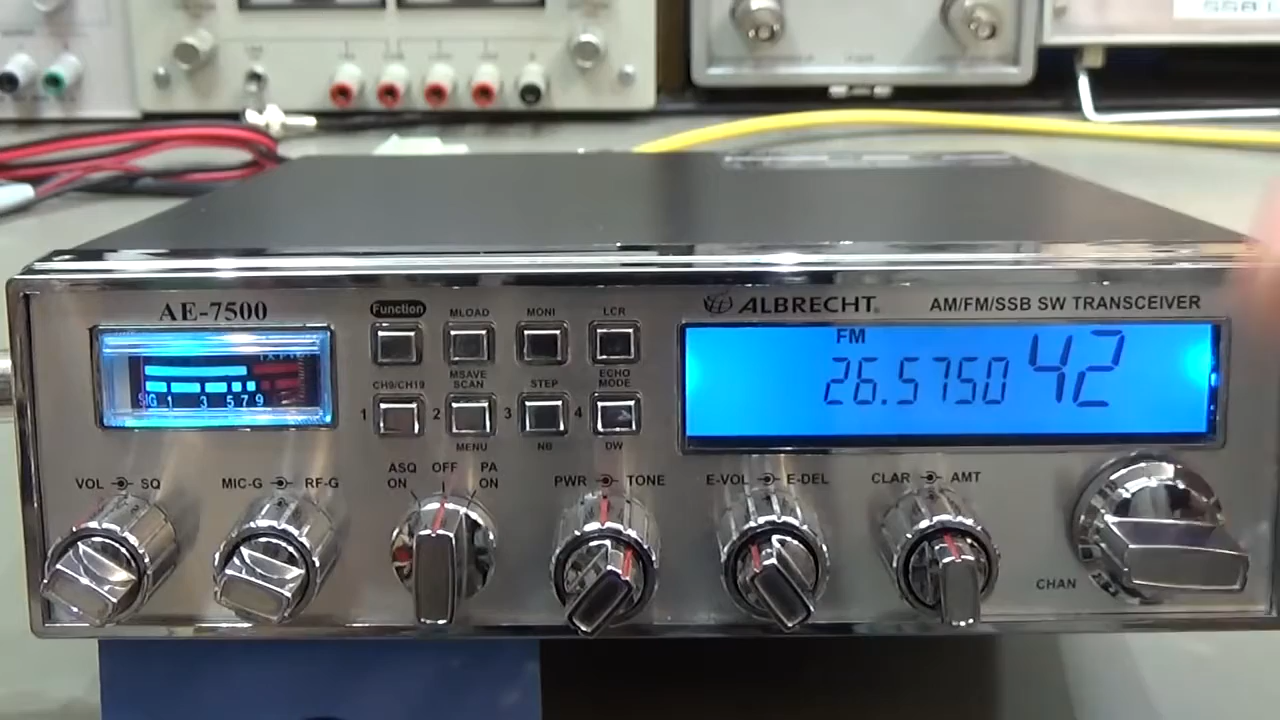 SSB
AE-7500
Function
MLOAD
MONI
LCR
ALBRECHT
AM/FM/SSB SW TRANSCEIVER
FM
26.5750
42
CH9/CH19
MSAVE
SCAN
STEP
ECHO
MODE
SIG 1 3 5 7 9
1
2
3
4
MENU
NB
DW
VOL
SQ
MIC-G
RF-G
ASQ
ON
OFF
PA
ON
PWR
TONE
E-VOL
E-DEL
CLAR
AMT
CHAN